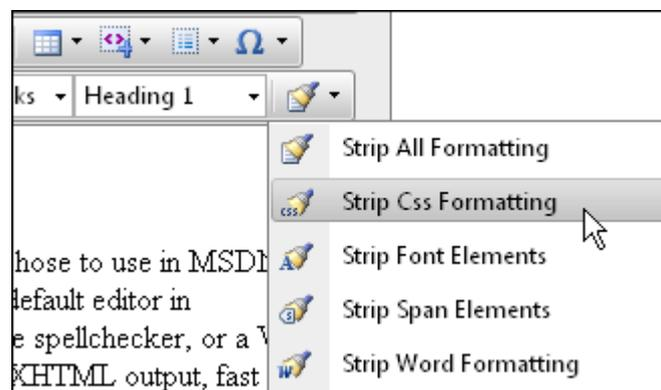 ks Heading 1
Strip All Formatting
css Strip Css Formatting
A Strip Font Elements
S Strip Span Elements
W Strip Word Formatting
hose to use in MSDN
default editor in
e spellchecker, or a
XHTML output, fast